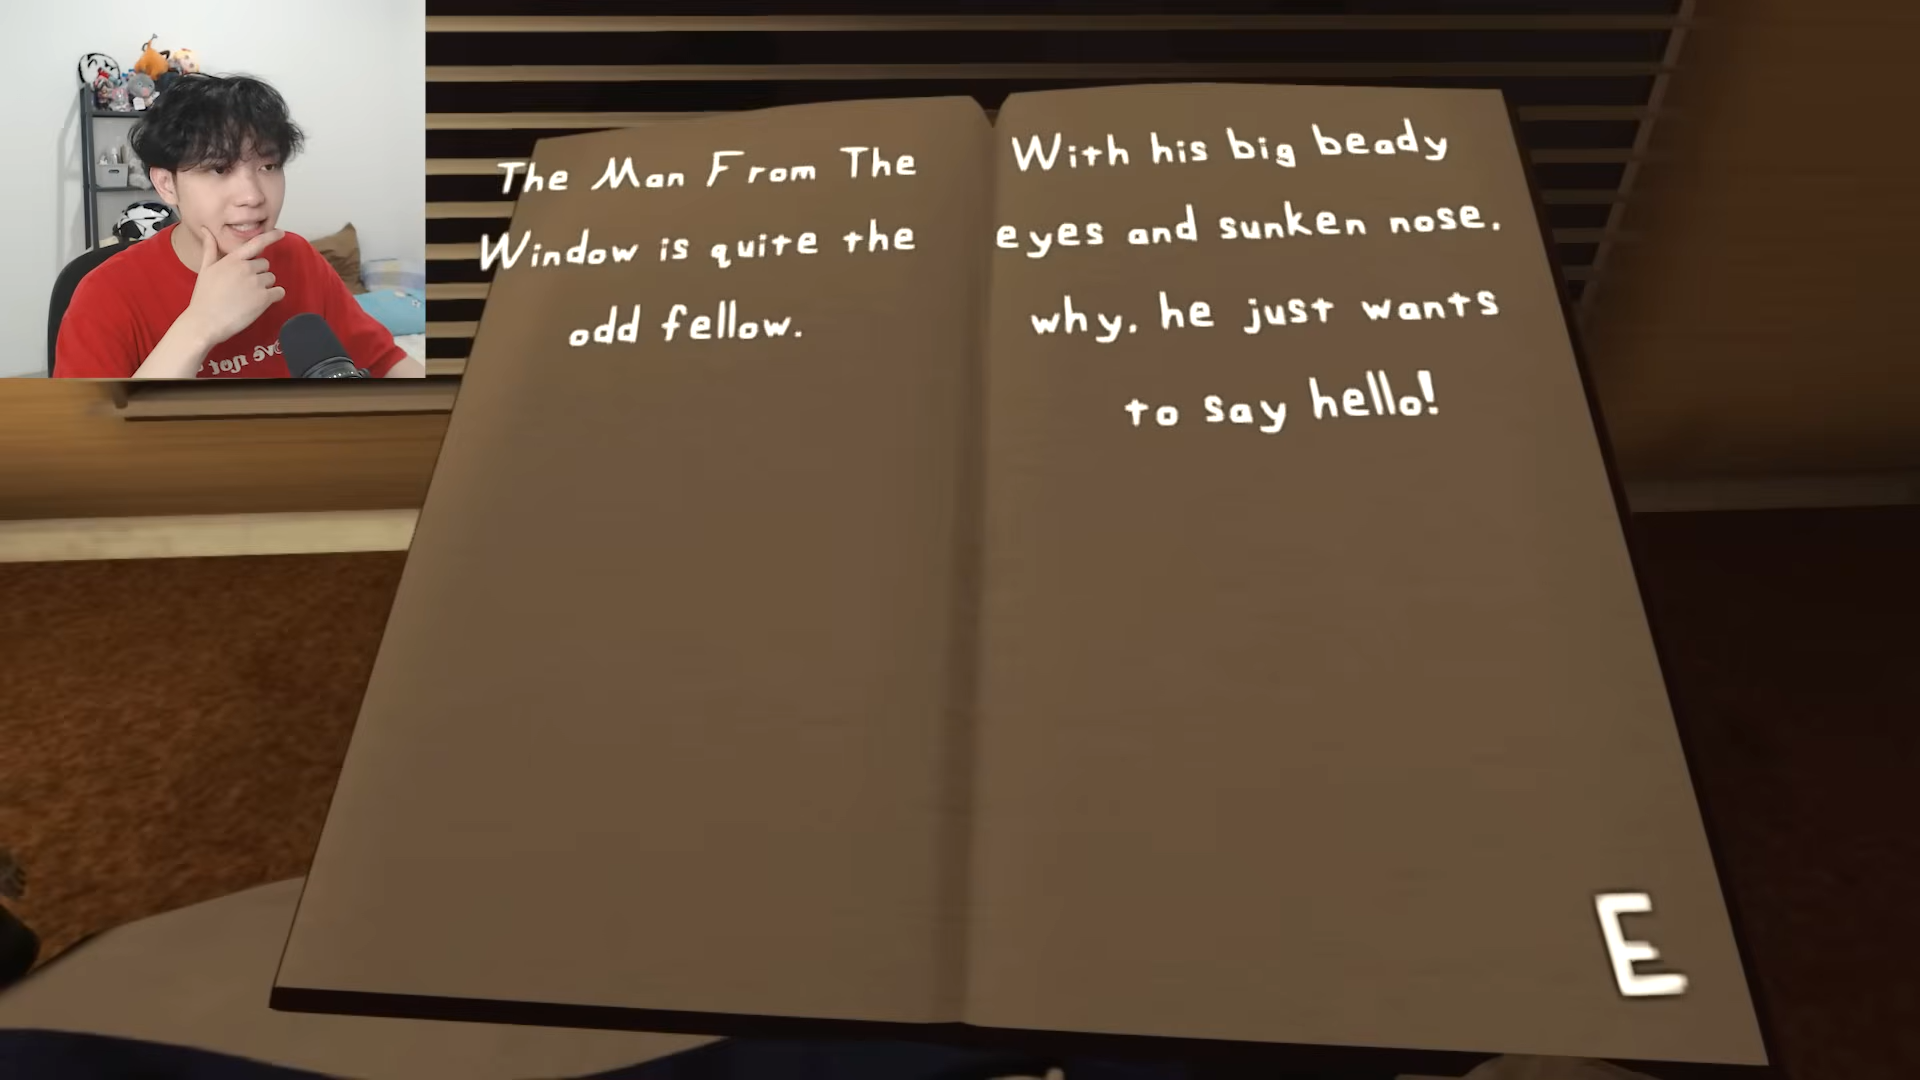 The Man From The
Window is quite the
odd fellow.
With his big beady
eyes and sunken nose.
why, he just wants
to say hello!
E